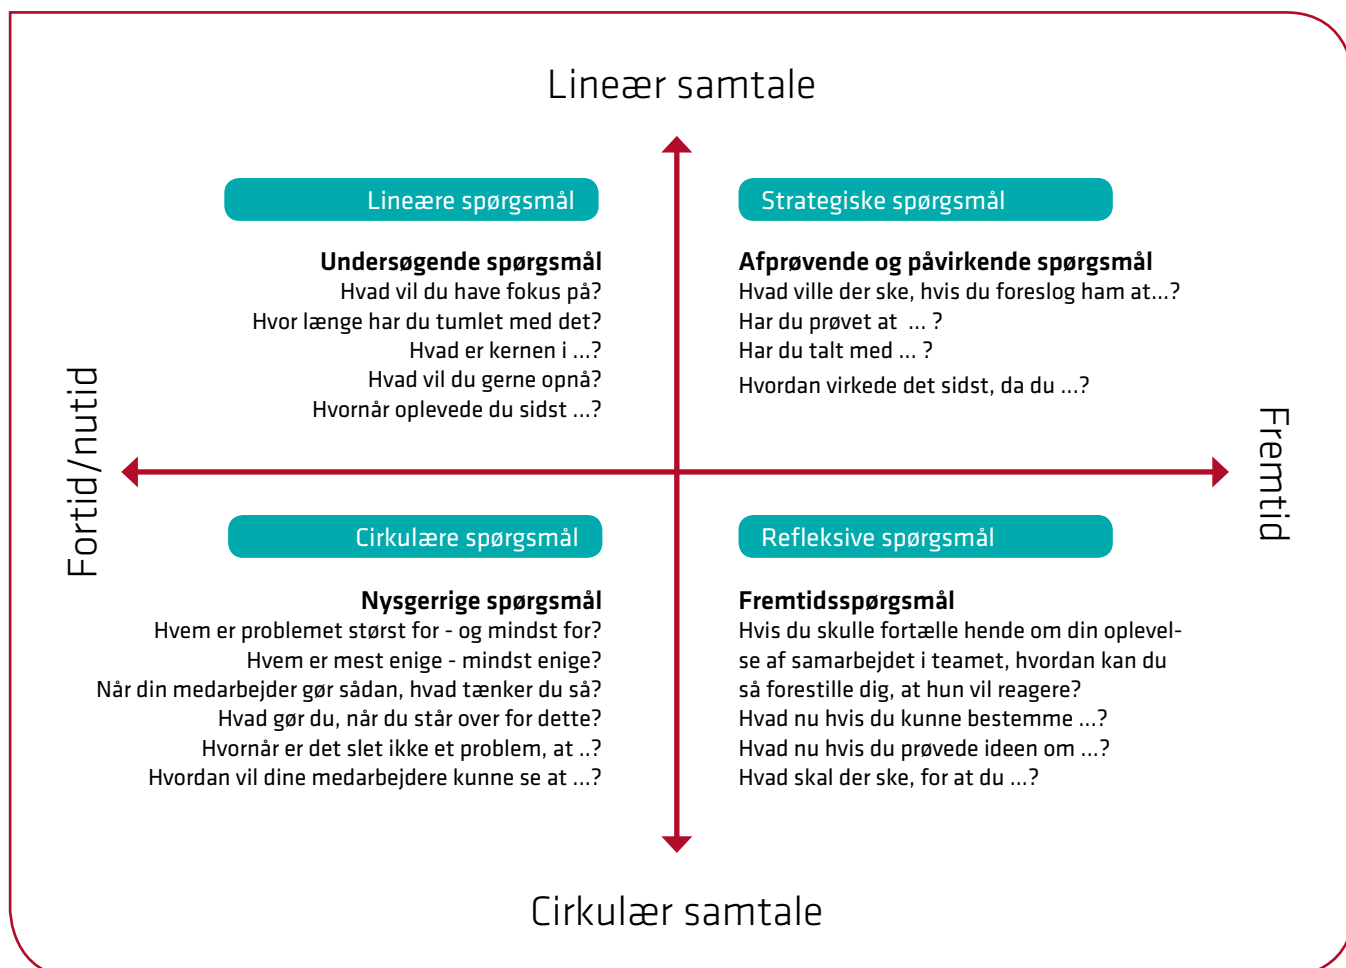 Lineær samtale
Lineære spørgsmål
Undersøgende spørgsmål
Hvad vil du have fokus på?
Hvor længe har du tumlet med det?
Hvad er kernen i ...?
Hvad vil du gerne opnå?
Hvornår oplevede du sidst ...?
Strategiske spørgsmål
Afprøvende og påvirkende spørgsmål
Hvad ville der ske, hvis du foreslog ham at...?
Har du prøvet at ... ?
Har du talt med ... ?
Hvordan virkede det sidst, da du ...?
Fortid/nutid
Fremtid
Cirkulære spørgsmål
Nysgerrige spørgsmål
Hvem er problemet størst for - og mindst for?
Hvem er mest enige - mindst enige?
Når din medarbejder gør sådan, hvad tænker du så?
Hvad gør du, når du står over for dette?
Hvornår er det slet ikke et problem, at ..?
Hvordan vil dine medarbejdere kunne se at ...?
Refleksive spørgsmål
Fremtidsspørgsmål
Hvis du skulle fortælle hende om din oplevel-
se af samarbejdet i teamet, hvordan kan du
så forestille dig, at hun vil reagere?
Hvad nu hvis du kunne bestemme ...?
Hvad nu hvis du prøvede ideen om ...?
Hvad skal der ske, for at du ...?
Cirkulær samtale